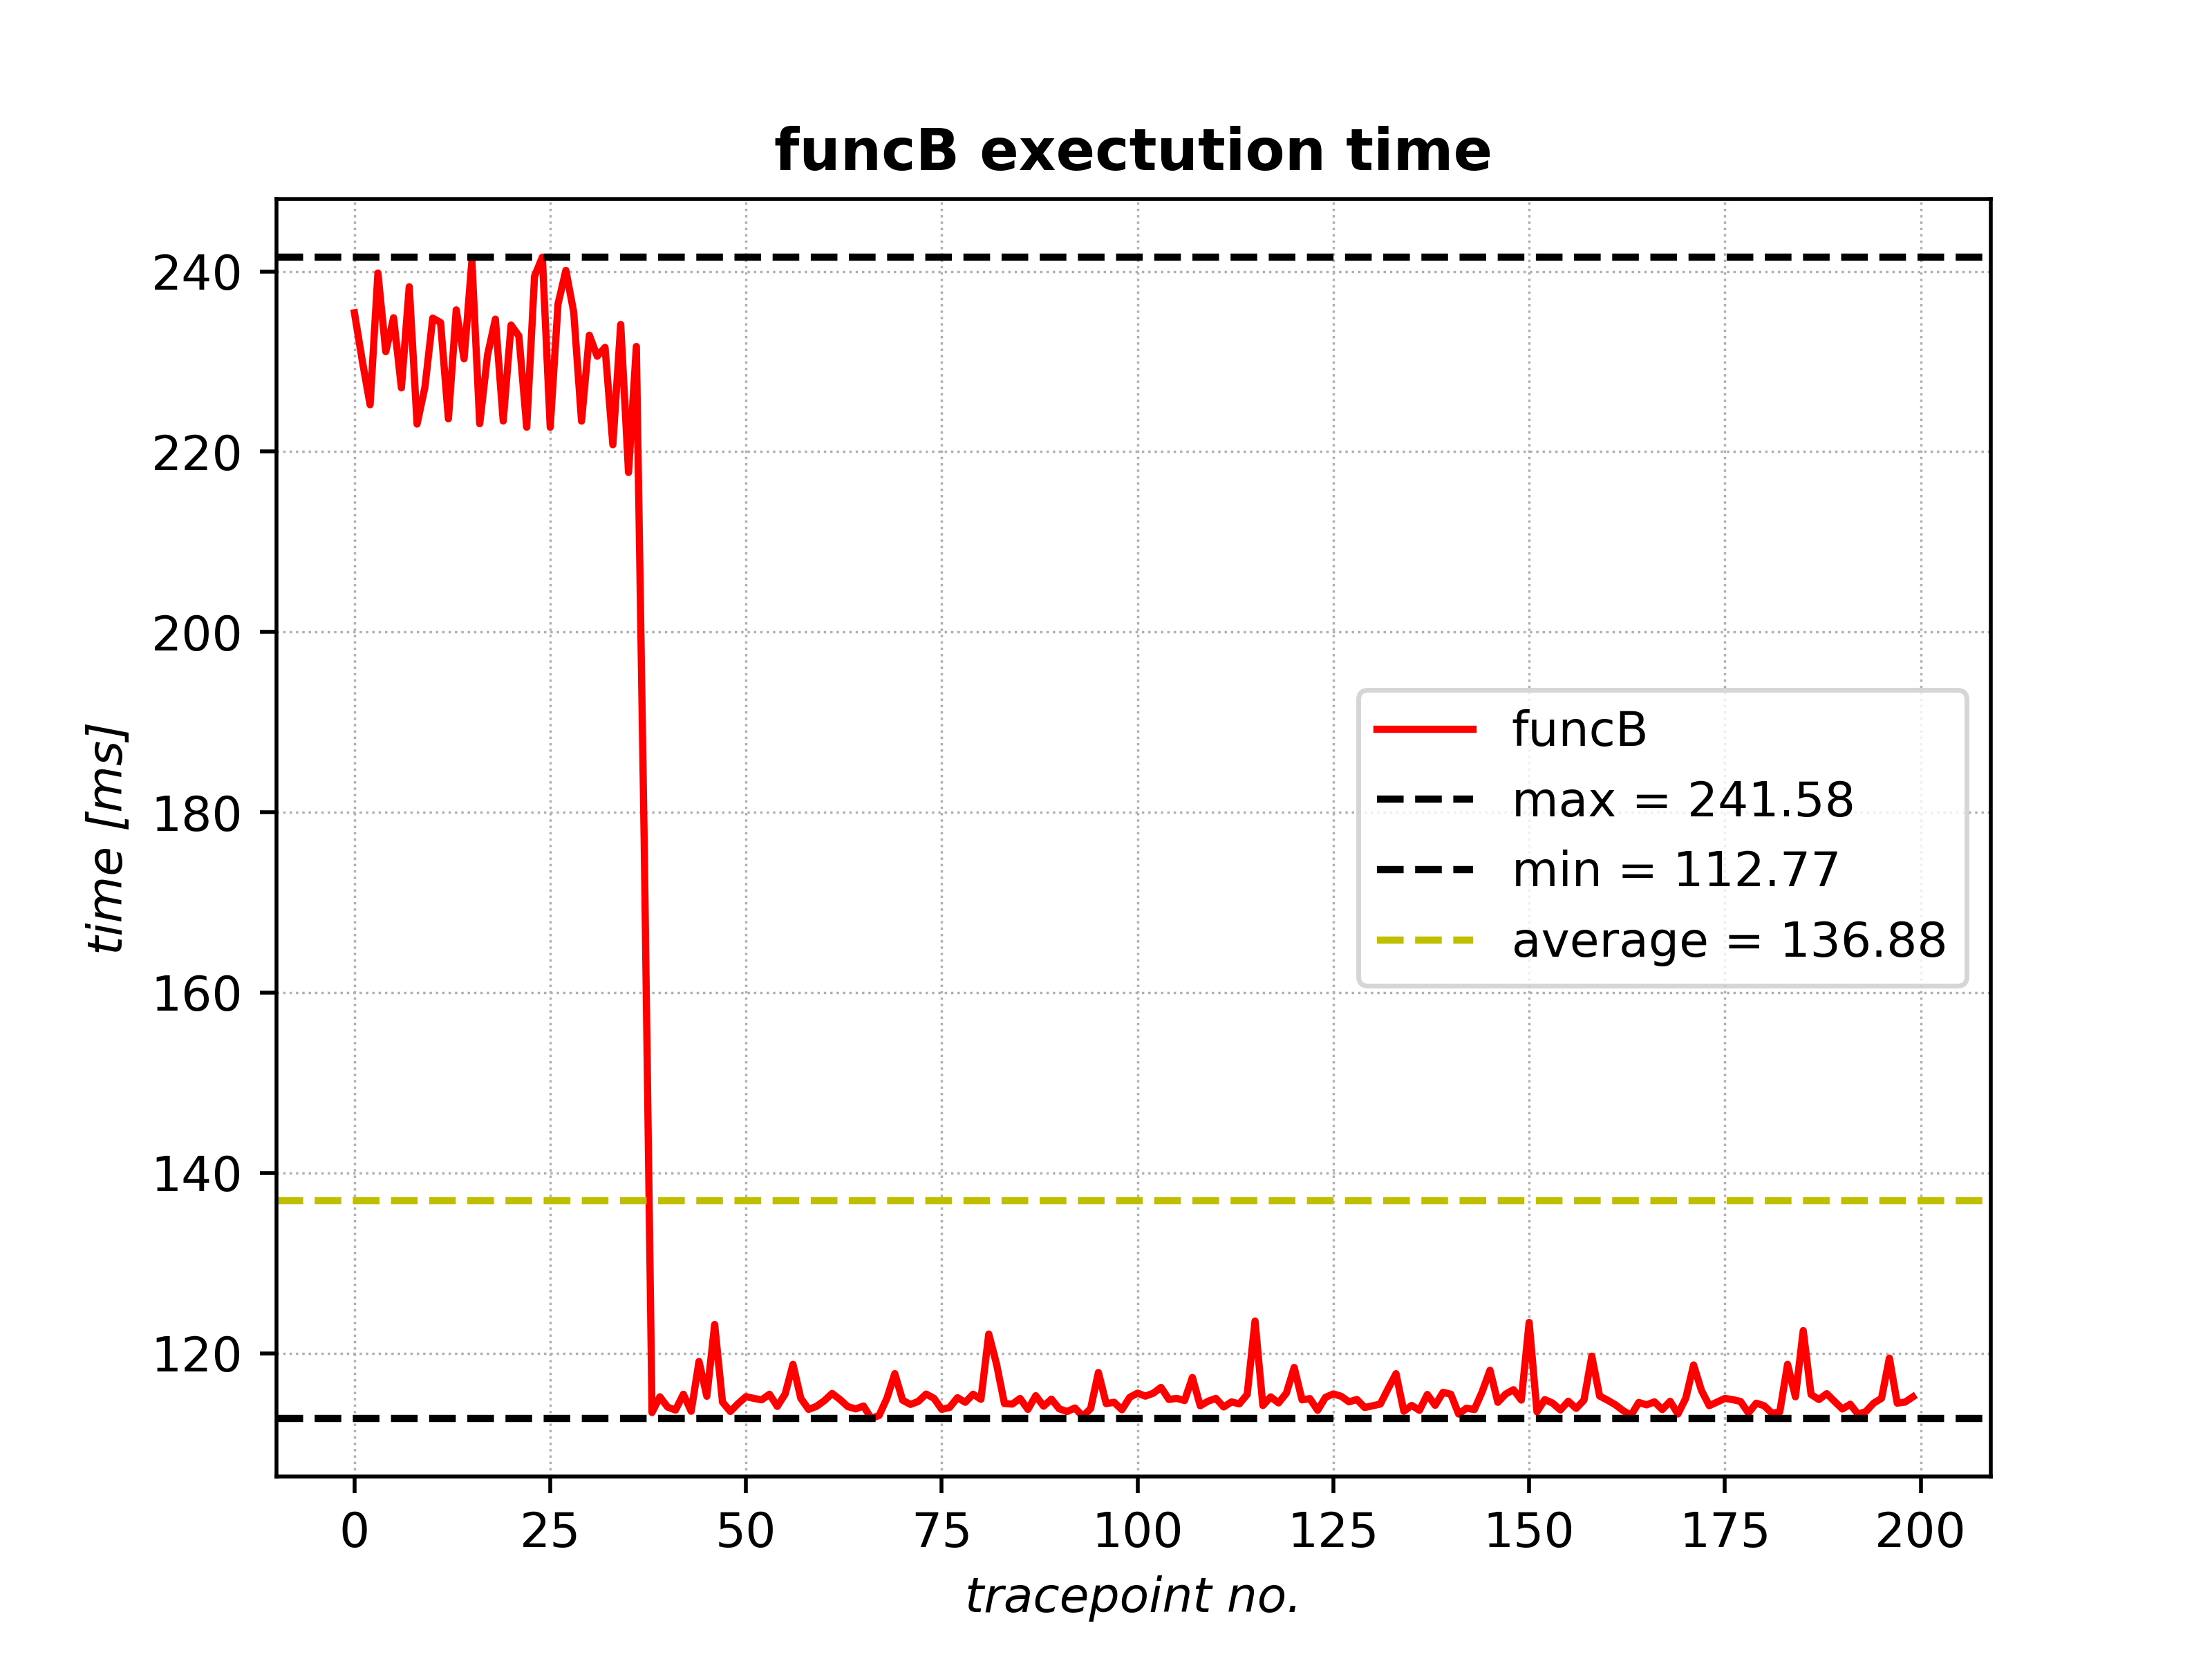 funcB exectution time
240
220
200
180
160
140
120
time [ms]
funcB
max = 241.58
min = 112.77
average = 136.88
0 25 50 75 100 125 150 175 200
tracepoint no.